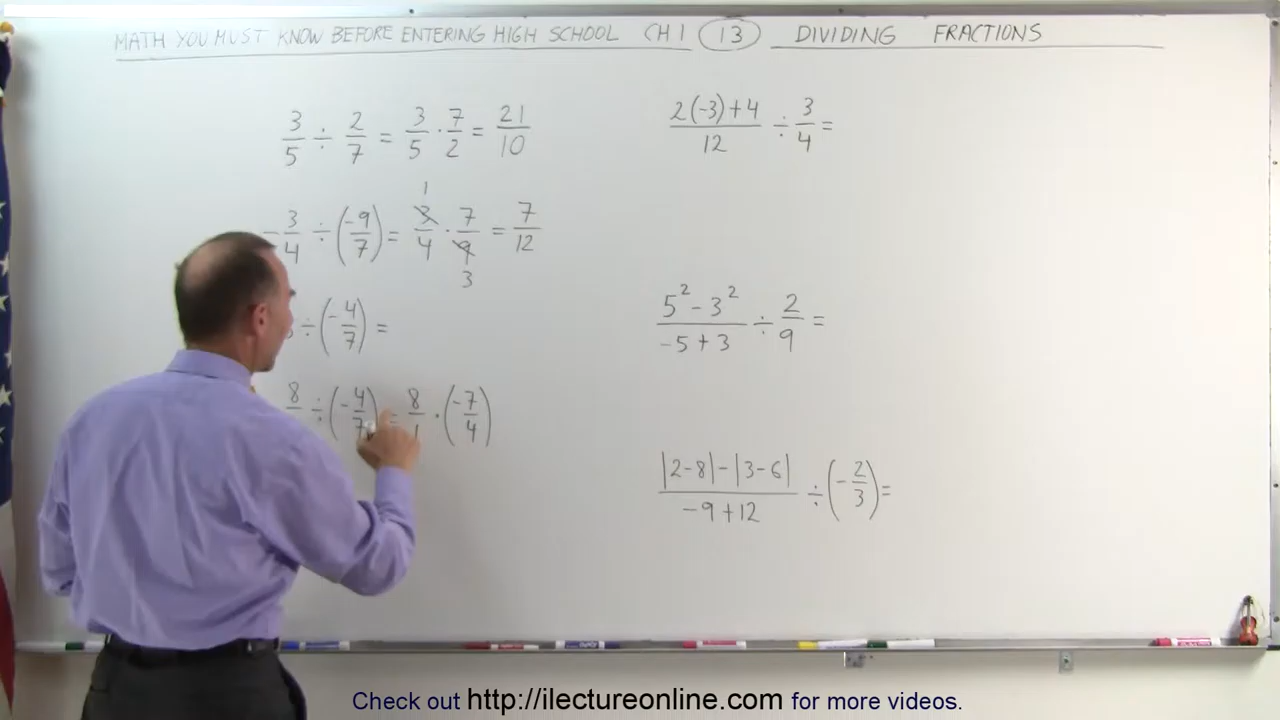 MATH YOU MUST KNOW BEFORE ENTERING HIGH SCHOOL CH 1 13 DIVIDING FRACTIONS
3/5 ÷ 2/7 = 3/5 · 7/2 = 21/10
-3/4 ÷ (-9/7) = 3/4 · 7/9 = 7/12
1
3
÷ (-4/7) =
8/ ÷ (-4/7) = 8/1 · (-7/4)
(2(-3)+4)/12 ÷ 3/4 =
(5² - 3²)/(-5+3) ÷ 2/9 =
(|2-8| - |3-6|)/(-9+12) ÷ (-2/3) =
Check out http://ilectureonline.com for more videos.